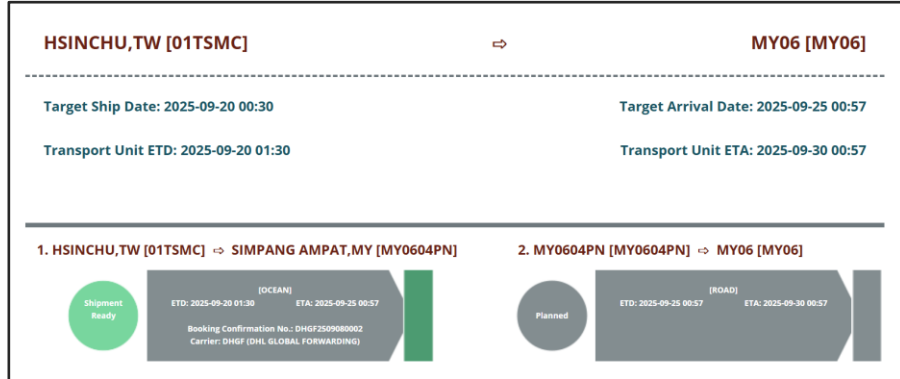 HSINCHU,TW [01TSMC] ⇨ MY06 [MY06]
Target Ship Date: 2025-09-20 00:30 Target Arrival Date: 2025-09-25 00:57
Transport Unit ETD: 2025-09-20 01:30 Transport Unit ETA: 2025-09-30 00:57
1. HSINCHU,TW [01TSMC] ⇨ SIMPANG AMPAT,MY [MY0604PN]
Shipment
Ready
[OCEAN]
ETD: 2025-09-20 01:30 ETA: 2025-09-25 00:57
Booking Confirmation No.: DHGF2509080002
Carrier: DHGF (DHL GLOBAL FORWARDING)
2. MY0604PN [MY0604PN] ⇨ MY06 [MY06]
Planned
[ROAD]
ETD: 2025-09-25 00:57 ETA: 2025-09-30 00:57